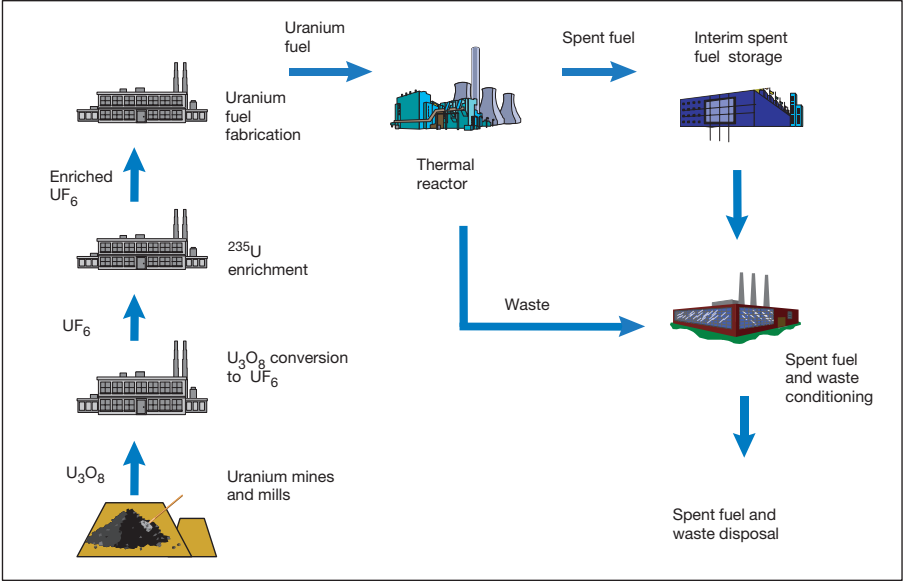 Uranium
fuel
Spent fuel
Interim spent
fuel storage
Uranium
fuel
fabrication
Thermal
reactor
Enriched
UF₆
²³⁵U
enrichment
Waste
UF₆
U₃O₈ conversion
to UF₆
Spent fuel
and waste
conditioning
U₃O₈
Uranium mines
and mills
Spent fuel and
waste disposal